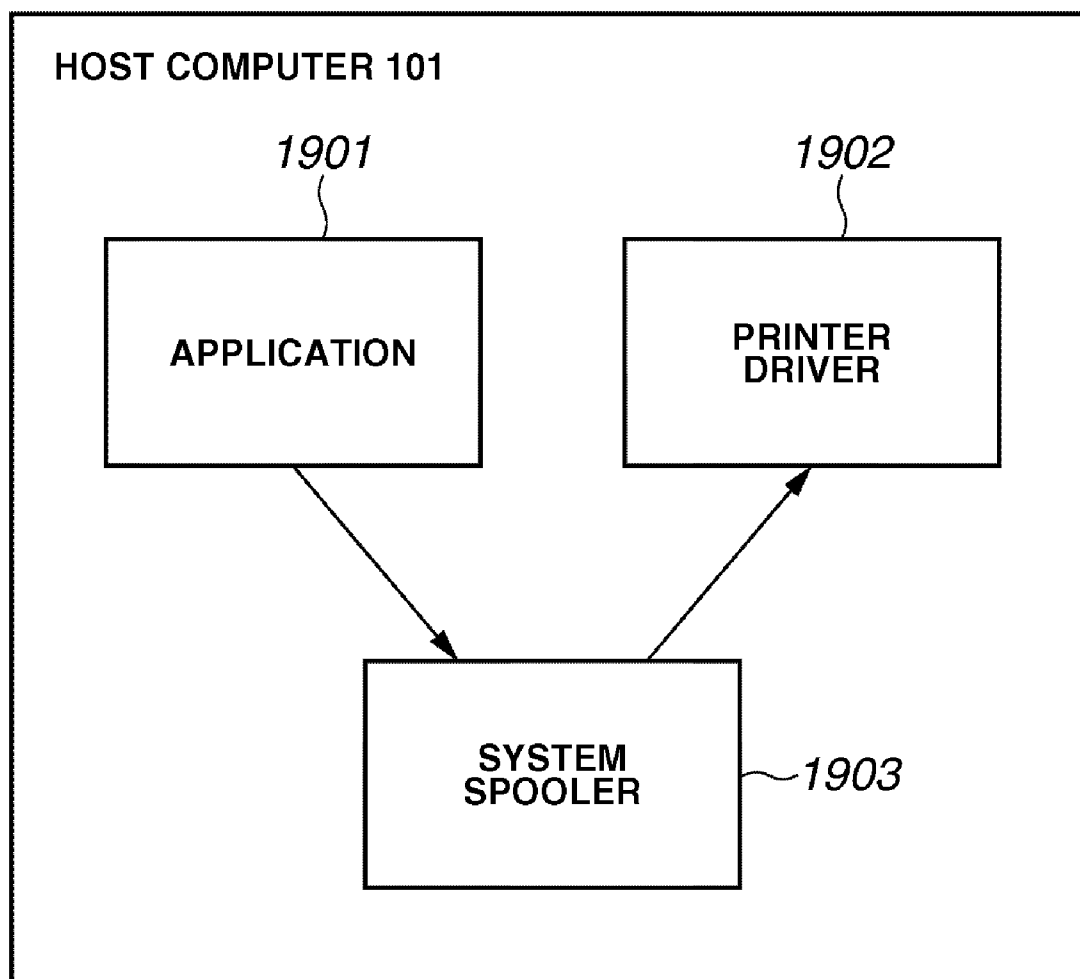 HOST COMPUTER 101
1901
1902
APPLICATION
PRINTER
DRIVER
SYSTEM
SPOOLER
1903